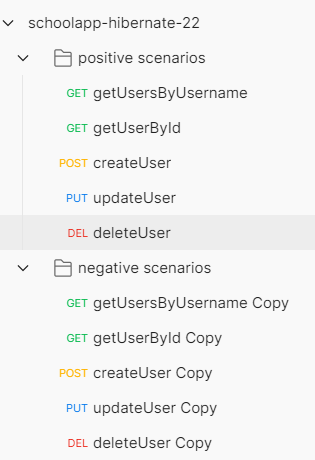 schoolapp-hibernate-22
positive scenarios
GET getUsersByUsername
GET getUserById
POST createUser
PUT updateUser
DEL deleteUser
negative scenarios
GET getUsersByUsername Copy
GET getUserById Copy
POST createUser Copy
PUT updateUser Copy
DEL deleteUser Copy